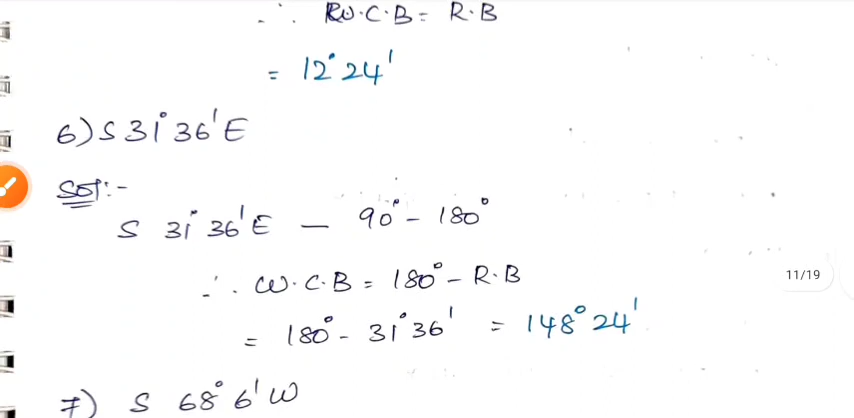 ∴ W.C.B = R.B
= 12°24'
6) S 31°36'E
Sol:-
S 31°36'E — 90° - 180°
∴ W.C.B = 180° - R.B
11/19
= 180° - 31°36' = 148°24'
7) S 68°6'W